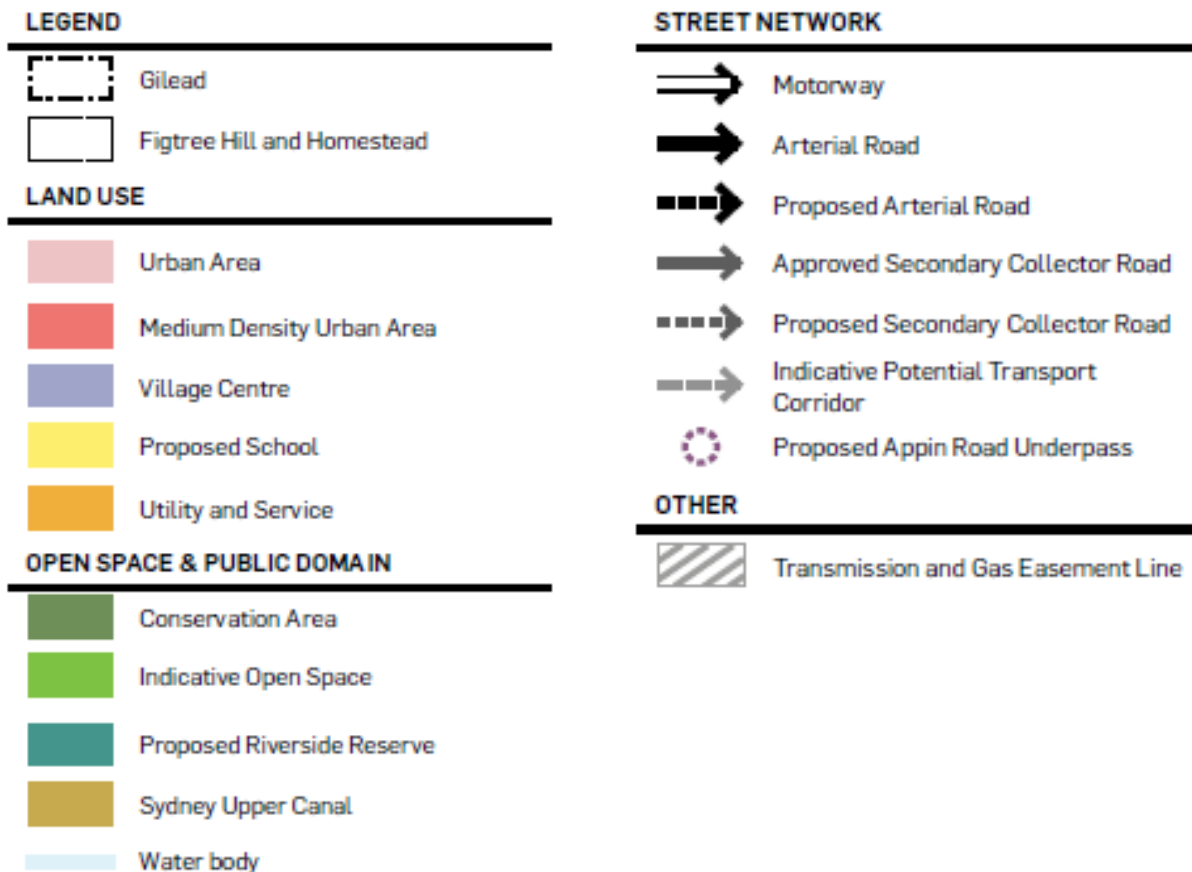 LEGEND
Gilead
Figtree Hill and Homestead
LAND USE
Urban Area
Medium Density Urban Area
Village Centre
Proposed School
Utility and Service
OPEN SPACE & PUBLIC DOMAIN
Conservation Area
Indicative Open Space
Proposed Riverside Reserve
Sydney Upper Canal
Water body
STREET NETWORK
Motorway
Arterial Road
Proposed Arterial Road
Approved Secondary Collector Road
Proposed Secondary Collector Road
Indicative Potential Transport
Corridor
Proposed Appin Road Underpass
OTHER
Transmission and Gas Easement Line